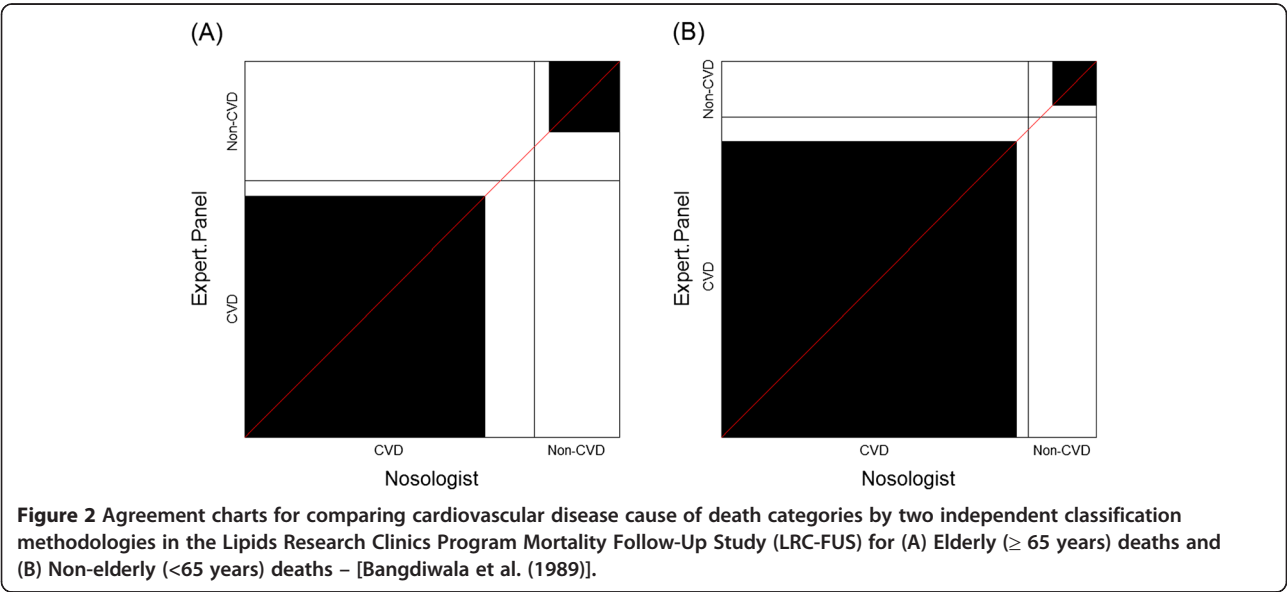 (A)
Expert.Panel
Non-CVD
CVD
CVD Non-CVD
Nosologist
(B)
Expert.Panel
Non-CVD
CVD
CVD Non-CVD
Nosologist
Figure 2 Agreement charts for comparing cardiovascular disease cause of death categories by two independent classification
methodologies in the Lipids Research Clinics Program Mortality Follow-Up Study (LRC-FUS) for (A) Elderly (≥ 65 years) deaths and
(B) Non-elderly (<65 years) deaths – [Bangdiwala et al. (1989)].